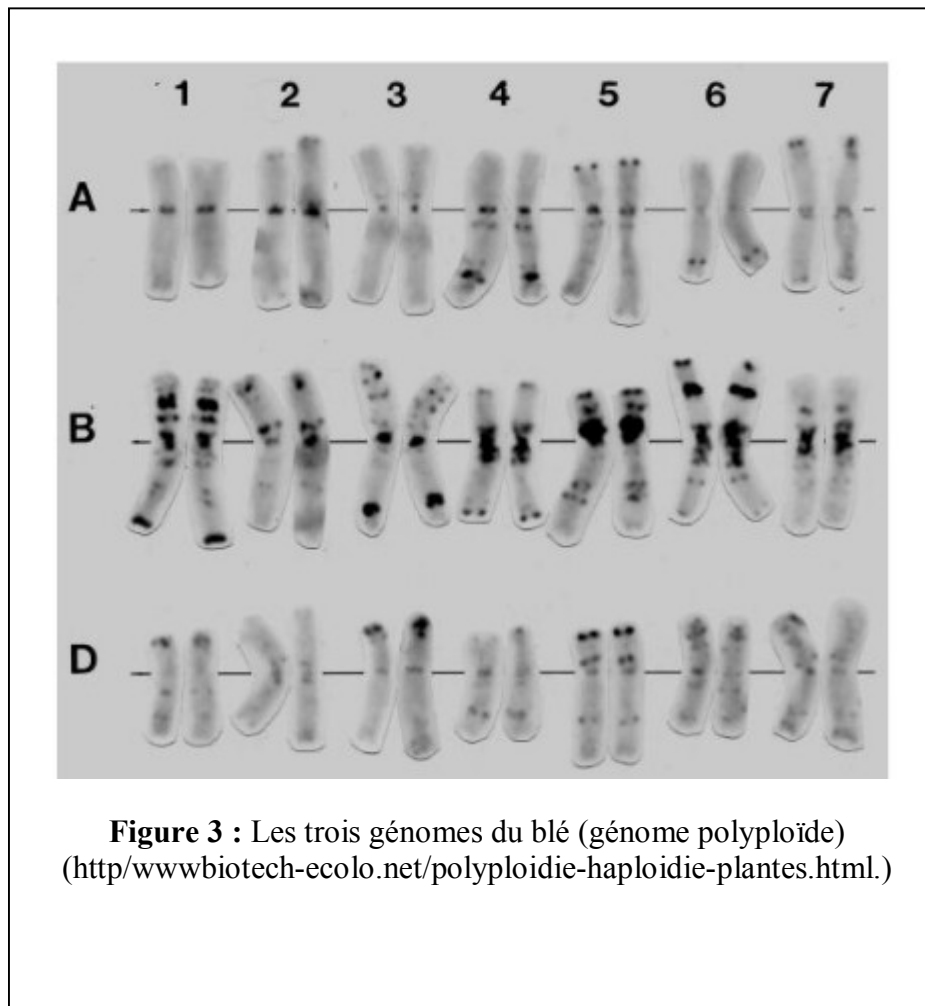 1 2 3 4 5 6 7
A
B
D
Figure 3 : Les trois génomes du blé (génome polyploïde)
(http/wwwbiotech-ecolo.net/polyploidie-haploidie-plantes.html.)